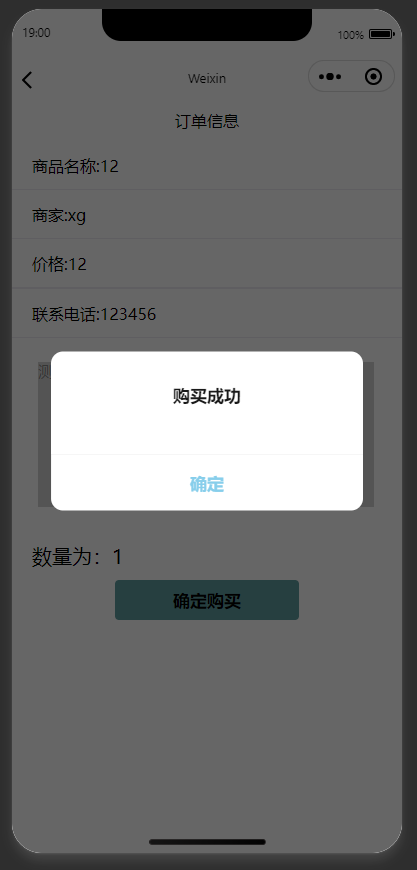 19:00
100%
Weixin
订单信息
商品名称:12
商家:xg
价格:12
联系电话:123456
测
购买成功
确定
数量为：1
确定购买